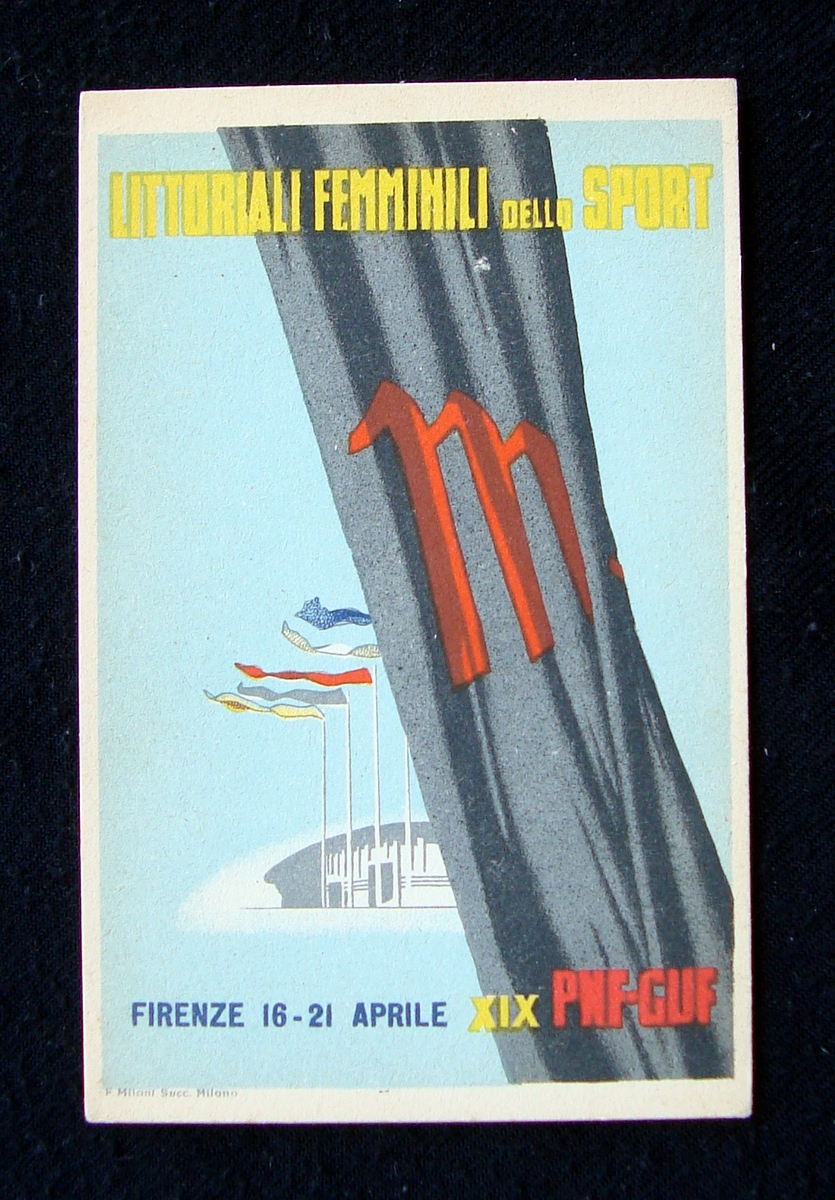 LITTORIALI FEMMINILI DELLO SPORT
m.
FIRENZE 16-21 APRILE XIX PNF-GUF
F. Milani Succ. Milano